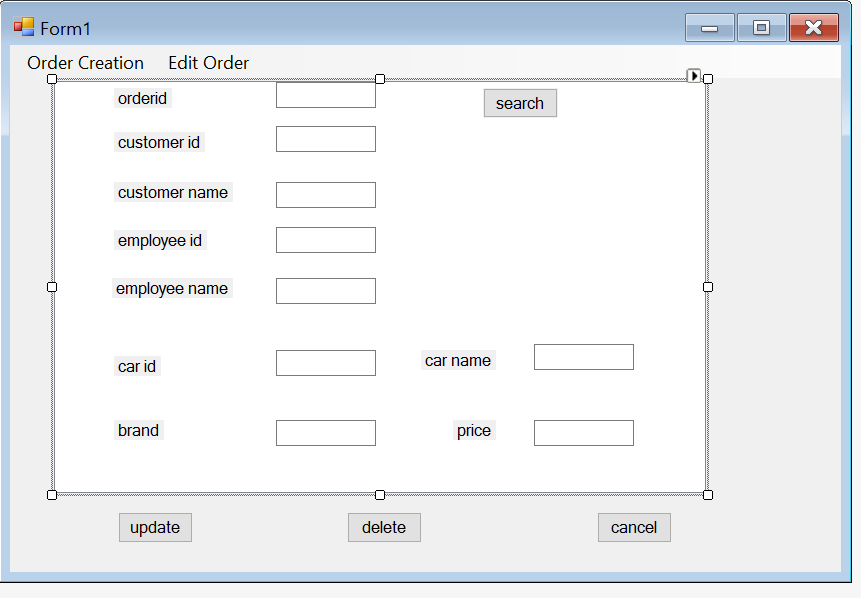 Form1
Order Creation Edit Order
orderid search
customer id
customer name
employee id
employee name
car id car name
brand price
update delete cancel